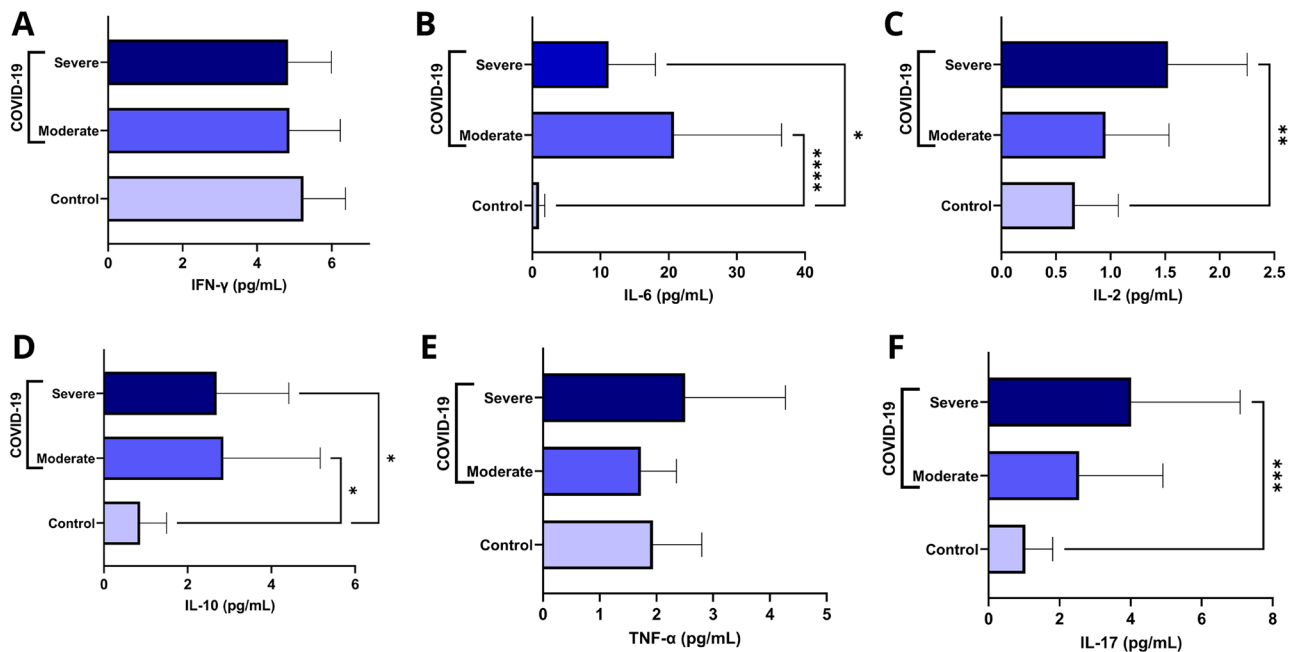 A
COVID-19
Severe
Moderate
Control
0 2 4 6
IFN-γ (pg/mL)
B
COVID-19
Severe
Moderate
Control
*
****
0 10 20 30 40
IL-6 (pg/mL)
C
COVID-19
Severe
Moderate
Control
**
0.0 0.5 1.0 1.5 2.0 2.5
IL-2 (pg/mL)
D
COVID-19
Severe
Moderate
Control
*
*
0 2 4 6
IL-10 (pg/mL)
E
COVID-19
Severe
Moderate
Control
0 1 2 3 4 5
TNF-α (pg/mL)
F
COVID-19
Severe
Moderate
Control
***
0 2 4 6 8
IL-17 (pg/mL)